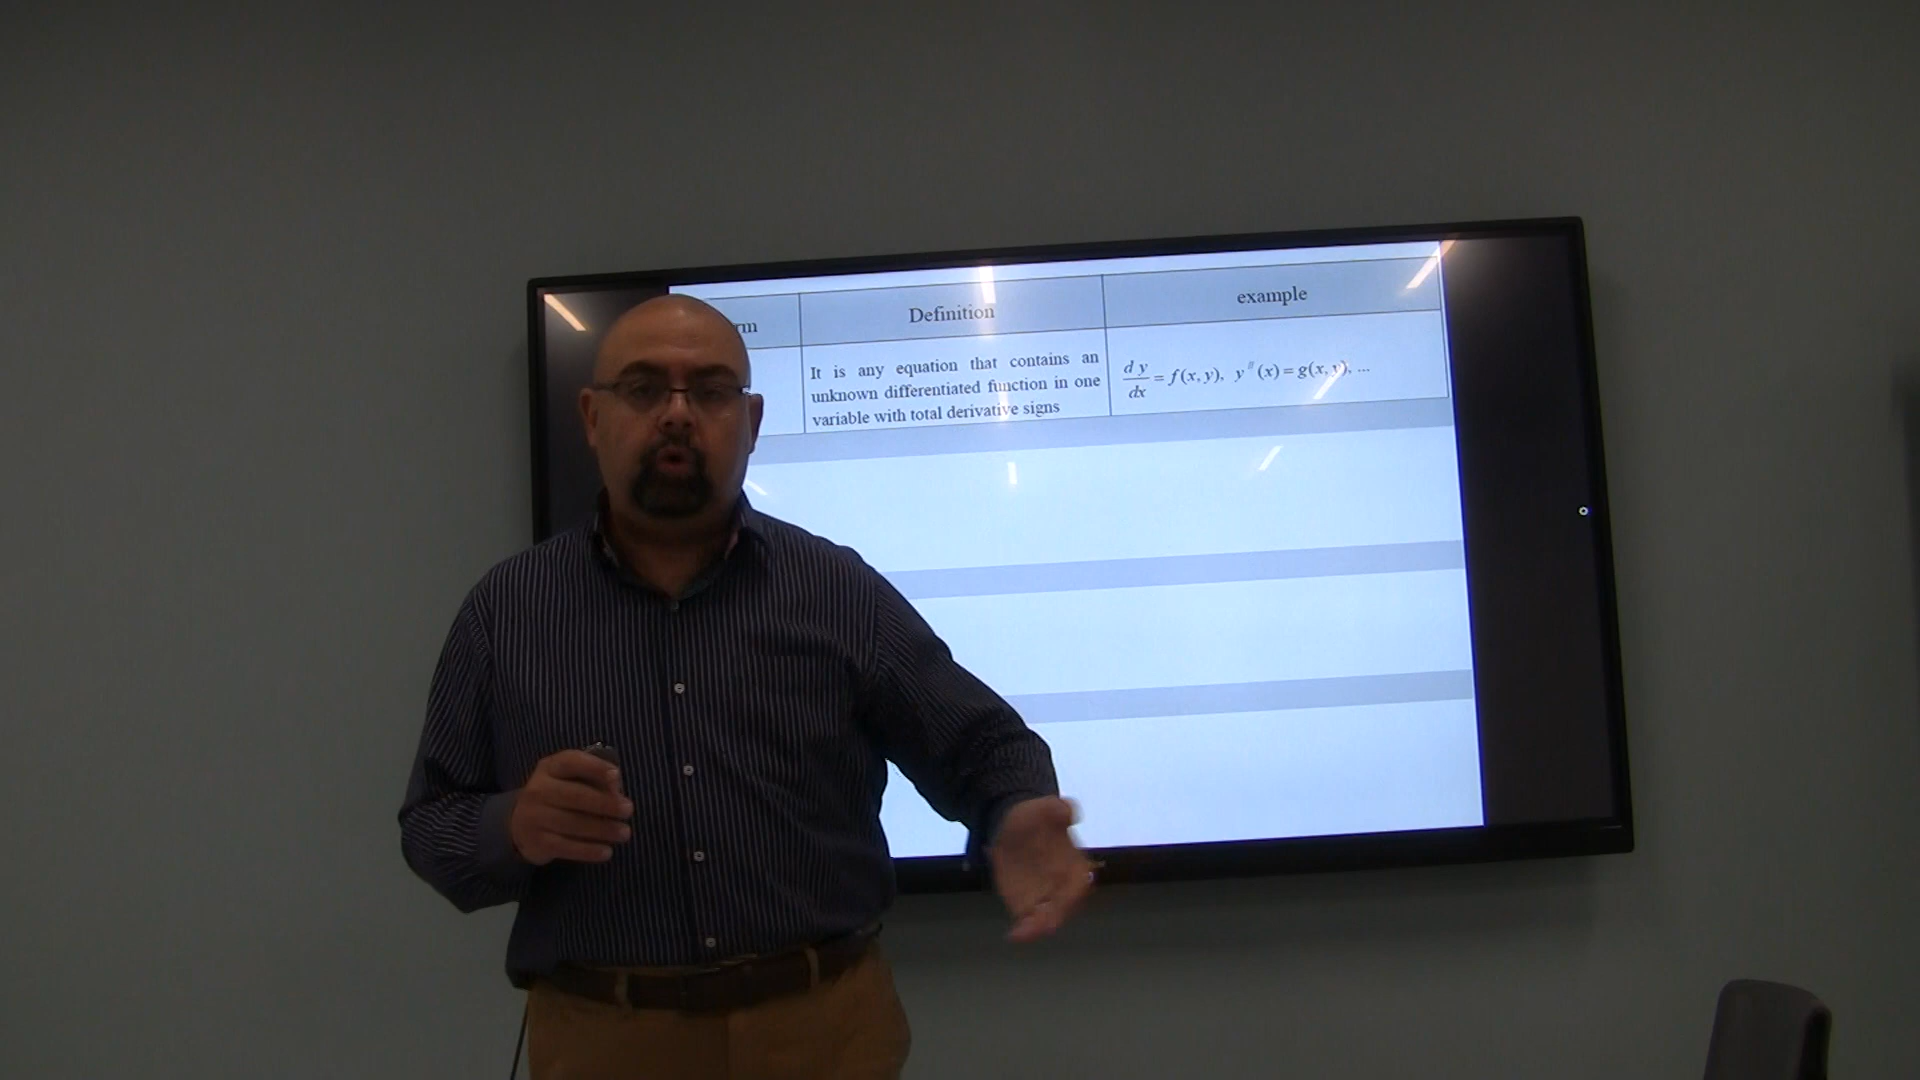 Definition
example
It is any equation that contains an
unknown differentiated function in one
variable with total derivative signs
dy/dx = f(x, y), y''(x) = g(x, y), ...